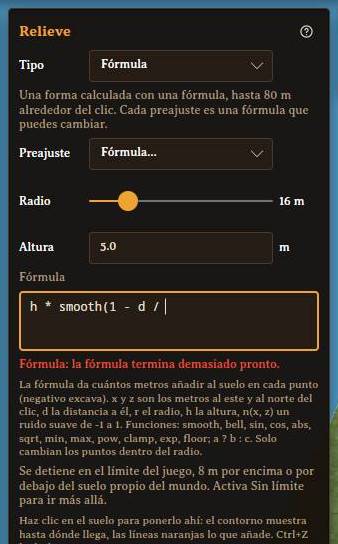 Relieve
Tipo
Fórmula
Una forma calculada con una fórmula, hasta 80 m
alrededor del clic. Cada preajuste es una fórmula que
puedes cambiar.
Preajuste
Fórmula...
Radio
16 m
Altura
5.0
m
Fórmula
h * smooth(1 - d /
Fórmula: la fórmula termina demasiado pronto.
La fórmula da cuántos metros añadir al suelo en cada punto
(negativo excava). x y z son los metros al este y al norte del
clic, d la distancia a él, r el radio, h la altura, n(x, z) un
ruido suave de -1 a 1. Funciones: smooth, bell, sin, cos, abs,
sqrt, min, max, pow, clamp, exp, floor; a ? b : c. Solo
cambian los puntos dentro del radio.
Se detiene en el límite del juego, 8 m por encima o por
debajo del suelo propio del mundo. Activa Sin límite
para ir más allá.
Haz clic en el suelo para ponerlo ahí: el contorno muestra
hasta dónde llega, las líneas naranjas lo que añade. Ctrl+Z